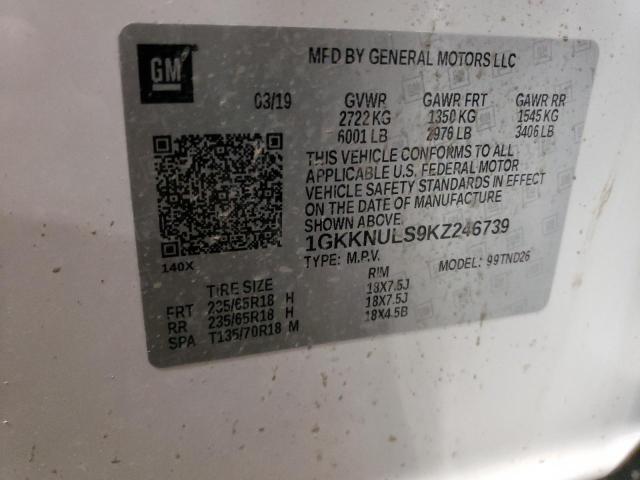 GM
MFD BY GENERAL MOTORS LLC
03/19 GVWR GAWR FRT GAWR RR
2722 KG 1350 KG 1545 KG
6001 LB 2976 LB 3406 LB
THIS VEHICLE CONFORMS TO ALL
APPLICABLE U.S. FEDERAL MOTOR
VEHICLE SAFETY STANDARDS IN EFFECT
ON THE DATE OF MANUFACTURE
SHOWN ABOVE.
1GKKNULS9KZ246739
140X
TYPE: M.P.V. MODEL: 99TND26
TIRE SIZE RIM
FRT 235/65R18 H 18X7.5J
RR 235/65R18 H 18X7.5J
SPA T135/70R18 M 18X4.5B